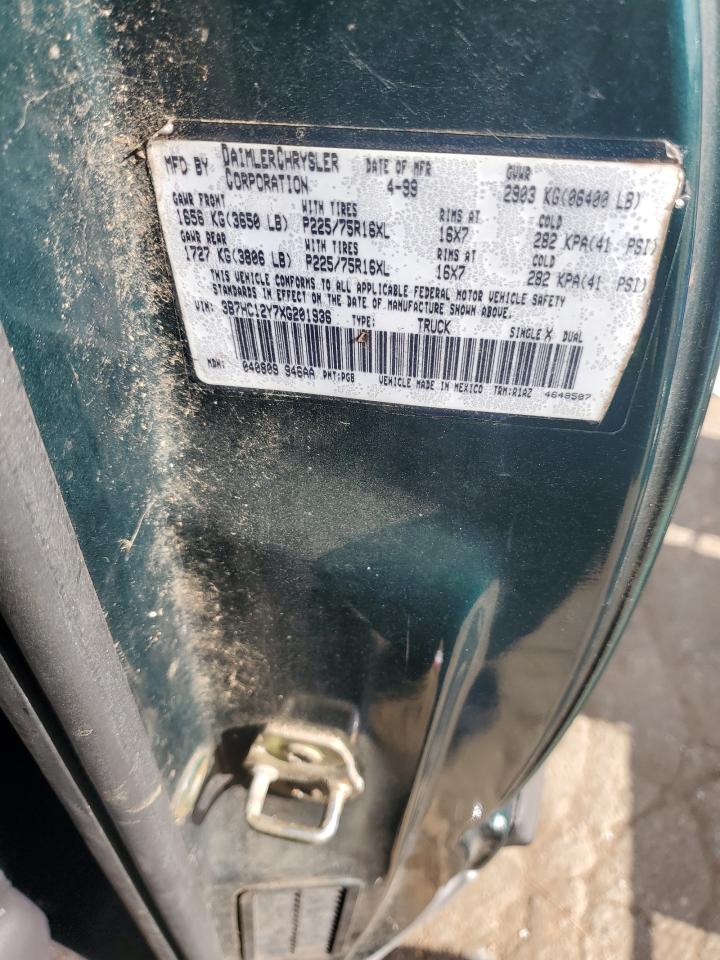 MFD BY DAIMLERCHRYSLER CORPORATION DATE OF MFR 4-99 GVWR 2903 KG(06400 LB)
GAWR FRONT WITH TIRES RIMS AT COLD
1656 KG(3650 LB) P225/75R16XL 16X7 282 KPA(41 PSI)
GAWR REAR WITH TIRES RIMS AT COLD
1727 KG(3806 LB) P225/75R16XL 16X7 282 KPA(41 PSI)
THIS VEHICLE CONFORMS TO ALL APPLICABLE FEDERAL MOTOR VEHICLE SAFETY
STANDARDS IN EFFECT ON THE DATE OF MANUFACTURE SHOWN ABOVE.
VIN: 3B7HC12Y7XG201936 TYPE: TRUCK SINGLE X DUAL
MDH: 040809 946AA PNT:PG8 VEHICLE MADE IN MEXICO TRM:R1AZ 4648507